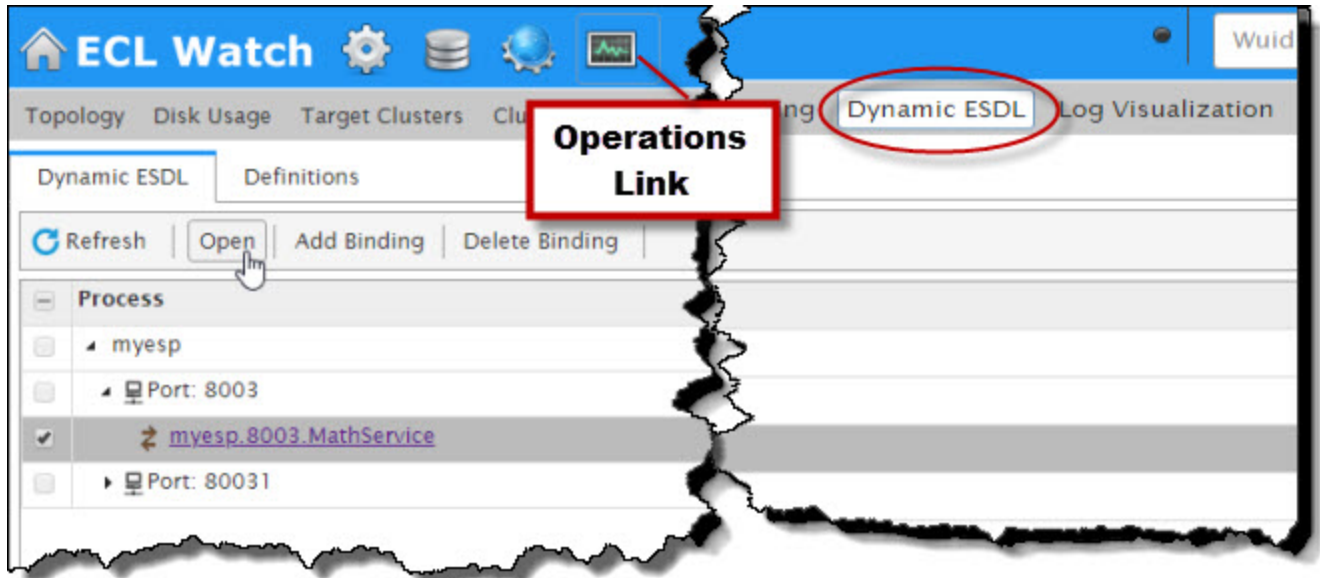 ECL Watch
Wuid
Topology Disk Usage Target Clusters
Dynamic ESDL Log Visualization
Operations
Link
Dynamic ESDL Definitions
Refresh Open Add Binding Delete Binding
Process
myesp
Port: 8003
myesp.8003.MathService
Port: 80031